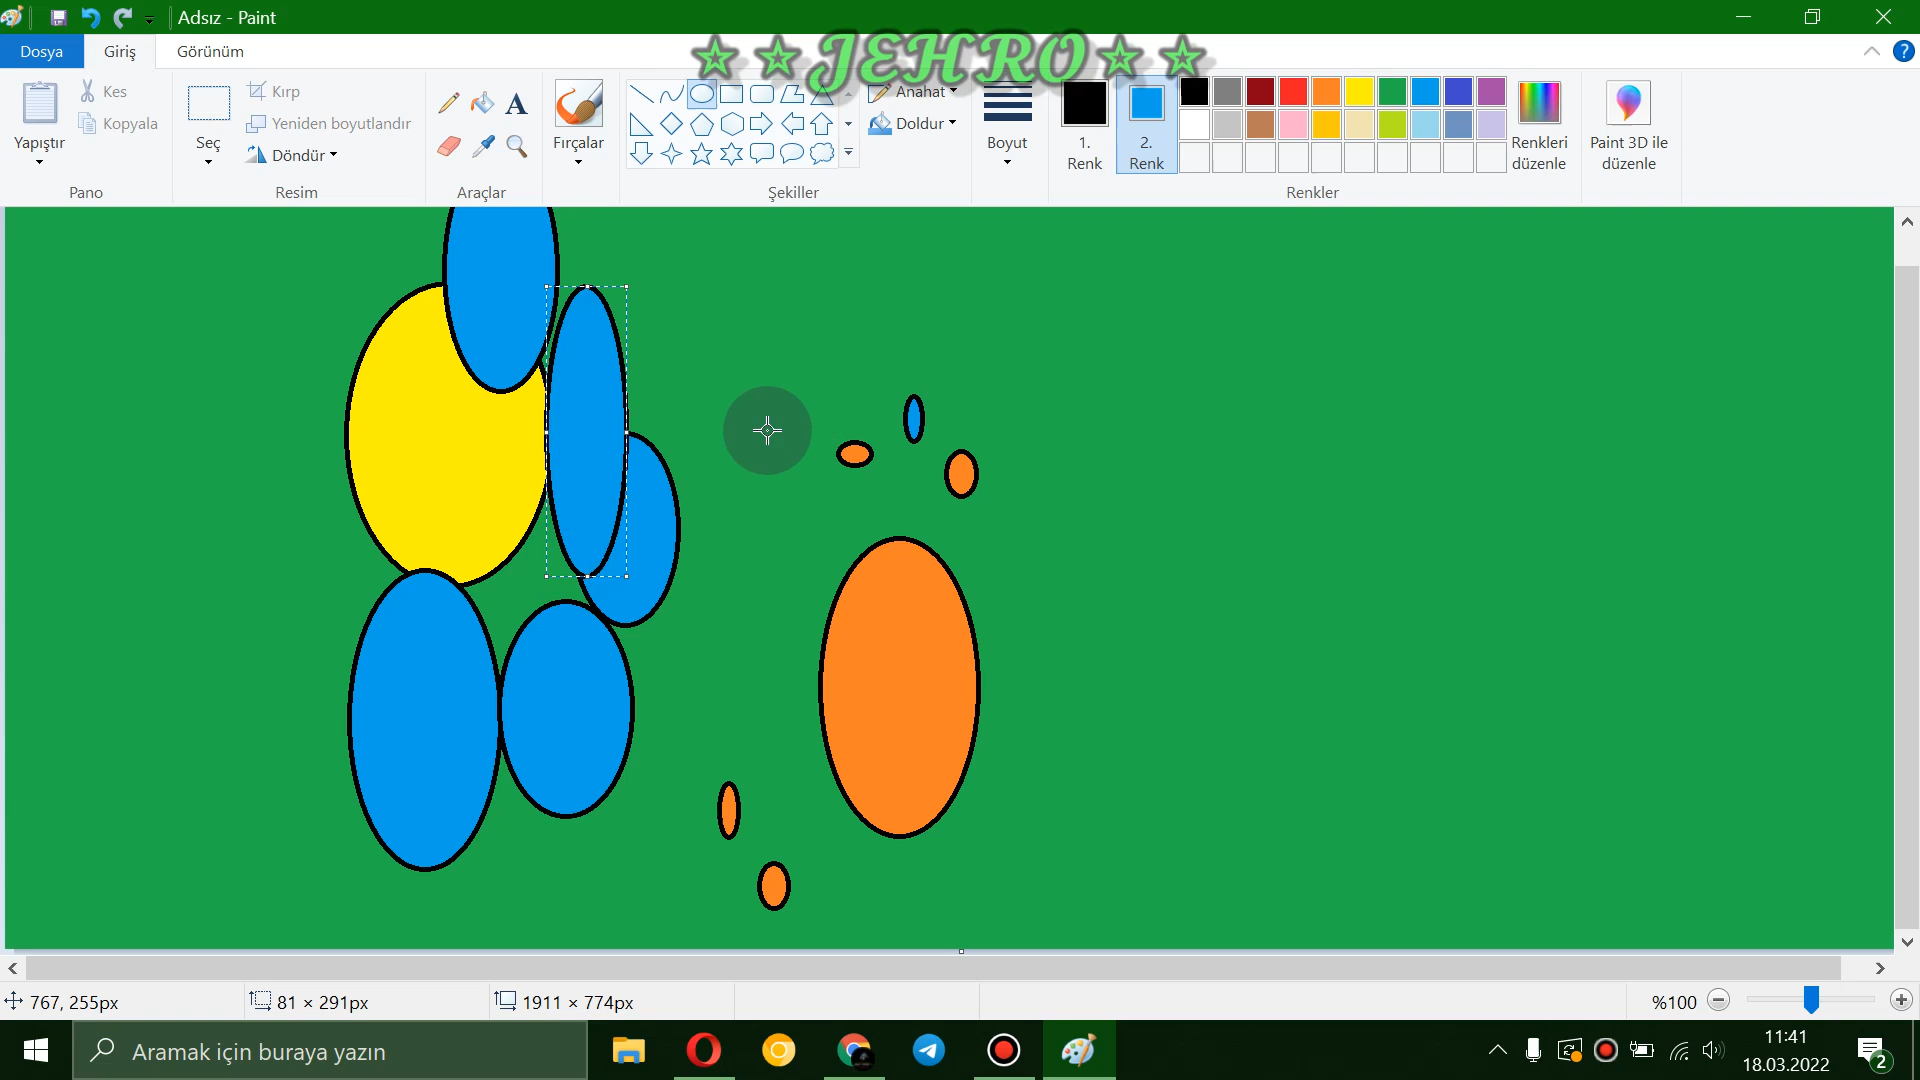 Adsız - Paint
Dosya Giriş Görünüm
☆ ☆ JEHRO ☆ ☆
Yapıştır
Kes
Kopyala
Pano
Seç
Kırp
Yeniden boyutlandır
Döndür
Resim
A
Araçlar
Fırçalar
Şekiller
Anahat
Doldur
Boyut
1.
Renk
2.
Renk
Renkler
Renkleri
düzenle
Paint 3D ile
düzenle
767, 255px
81 × 291px
1911 × 774px
%100
Aramak için buraya yazın
11:41
18.03.2022
2